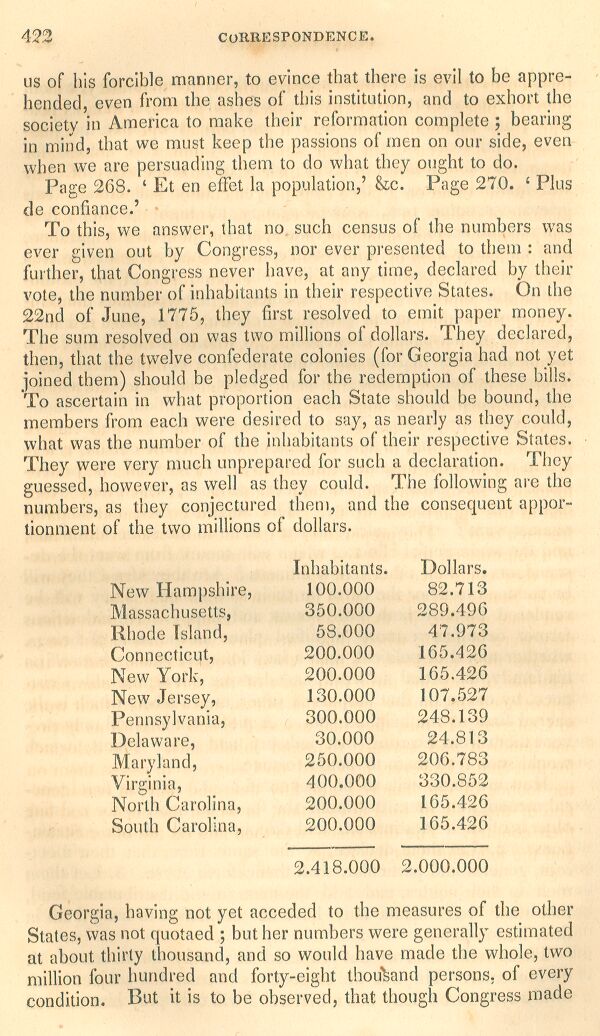 422 CORRESPONDENCE.
us of his forcible manner, to evince that there is evil to be appre-
hended, even from the ashes of this institution, and to exhort the
society in America to make their reformation complete ; bearing
in mind, that we must keep the passions of men on our side, even
when we are persuading them to do what they ought to do.
Page 268. ‘ Et en effet la population,’ &c. Page 270. ‘ Plus
de confiance.’
To this, we answer, that no such census of the numbers was
ever given out by Congress, nor ever presented to them : and
further, that Congress never have, at any time, declared by their
vote, the number of inhabitants in their respective States. On the
22nd of June, 1775, they first resolved to emit paper money.
The sum resolved on was two millions of dollars. They declared,
then, that the twelve confederate colonies (for Georgia had not yet
joined them) should be pledged for the redemption of these bills.
To ascertain in what proportion each State should be bound, the
members from each were desired to say, as nearly as they could,
what was the number of the inhabitants of their respective States.
They were very much unprepared for such a declaration. They
guessed, however, as well as they could. The following are the
numbers, as they conjectured them, and the consequent appor-
tionment of the two millions of dollars.
Inhabitants. Dollars.
New Hampshire, 100.000 82.713
Massachusetts, 350.000 289.496
Rhode Island, 58.000 47.973
Connecticut, 200.000 165.426
New York, 200.000 165.426
New Jersey, 130.000 107.527
Pennsylvania, 300.000 248.139
Delaware, 30.000 24.813
Maryland, 250.000 206.783
Virginia, 400.000 330.852
North Carolina, 200.000 165.426
South Carolina, 200.000 165.426
2.418.000 2.000.000
Georgia, having not yet acceded to the measures of the other
States, was not quotaed ; but her numbers were generally estimated
at about thirty thousand, and so would have made the whole, two
million four hundred and forty-eight thousand persons, of every
condition. But it is to be observed, that though Congress made